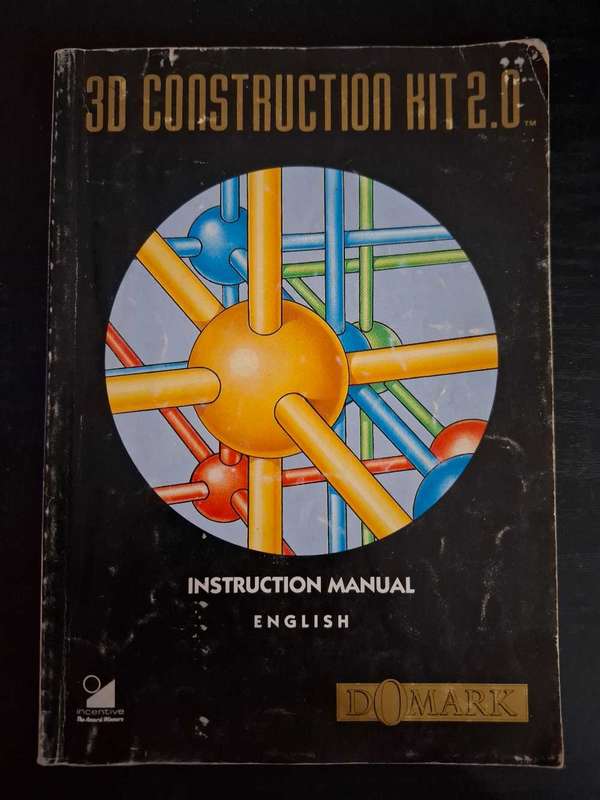 3D CONSTRUCTION KIT 2.0™
INSTRUCTION MANUAL
ENGLISH
incentive
The Award Winners
DOMARK